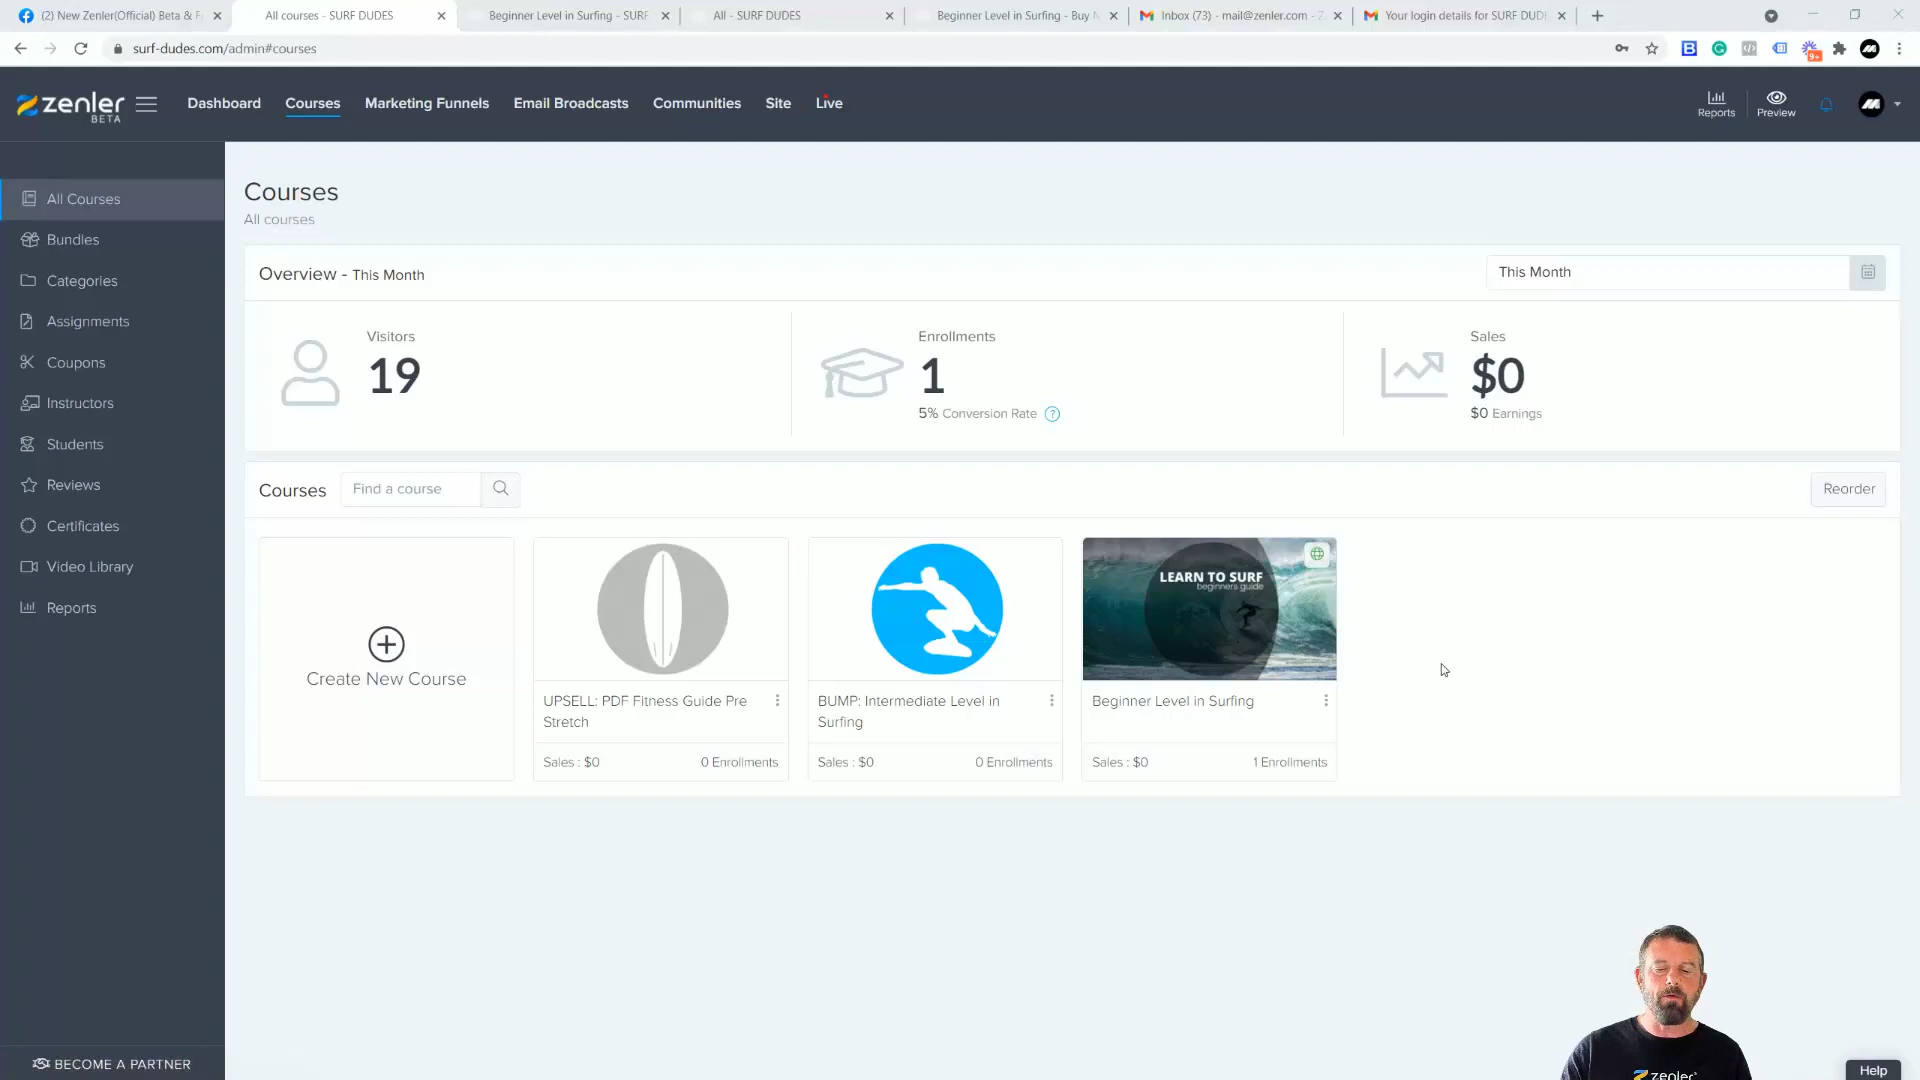 (2) New Zenler(Official) Beta & F
All courses - SURF DUDES
Beginner Level in Surfing - SURF
All - SURF DUDES
Beginner Level in Surfing - Buy N
Inbox (73) - mail@zenler.com - Z
Your login details for SURF DUD
surf-dudes.com/admin#courses
9+
zenler
BETA
Dashboard
Courses
Marketing Funnels
Email Broadcasts
Communities
Site
Live
Reports
Preview
All Courses
Bundles
Categories
Assignments
Coupons
Instructors
Students
Reviews
Certificates
Video Library
Reports
BECOME A PARTNER
Courses
All courses
Overview - This Month
This Month
Visitors
19
Enrollments
1
5% Conversion Rate ?
Sales
$0
$0 Earnings
Courses
Find a course
Reorder
Create New Course
UPSELL: PDF Fitness Guide Pre
Stretch
Sales : $0
0 Enrollments
BUMP: Intermediate Level in
Surfing
Sales : $0
0 Enrollments
LEARN TO SURF
beginners guide
Beginner Level in Surfing
Sales : $0
1 Enrollments
zenler
Help